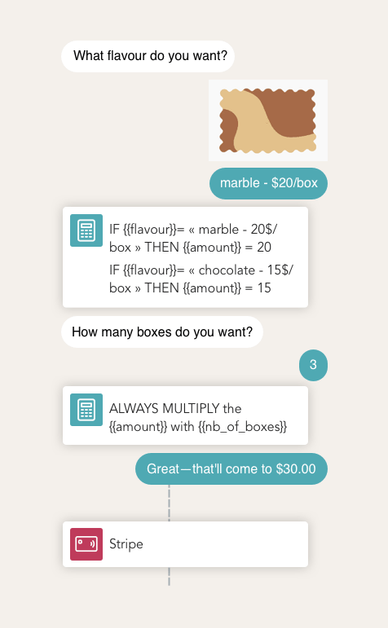 What flavour do you want?
marble - $20/box
IF {{flavour}}= « marble - 20$/
box » THEN {{amount}} = 20
IF {{flavour}}= « chocolate - 15$/
box » THEN {{amount}} = 15
How many boxes do you want?
3
ALWAYS MULTIPLY the
{{amount}} with {{nb_of_boxes}}
Great—that'll come to $30.00
Stripe